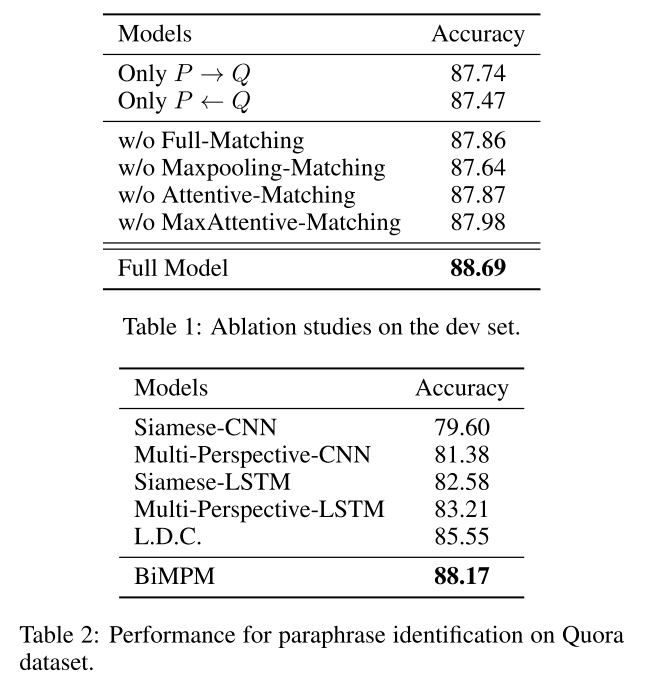 Models Accuracy
Only P → Q 87.74
Only P ← Q 87.47
w/o Full-Matching 87.86
w/o Maxpooling-Matching 87.64
w/o Attentive-Matching 87.87
w/o MaxAttentive-Matching 87.98
Full Model 88.69
Table 1: Ablation studies on the dev set.
Models Accuracy
Siamese-CNN 79.60
Multi-Perspective-CNN 81.38
Siamese-LSTM 82.58
Multi-Perspective-LSTM 83.21
L.D.C. 85.55
BiMPM 88.17
Table 2: Performance for paraphrase identification on Quora
dataset.